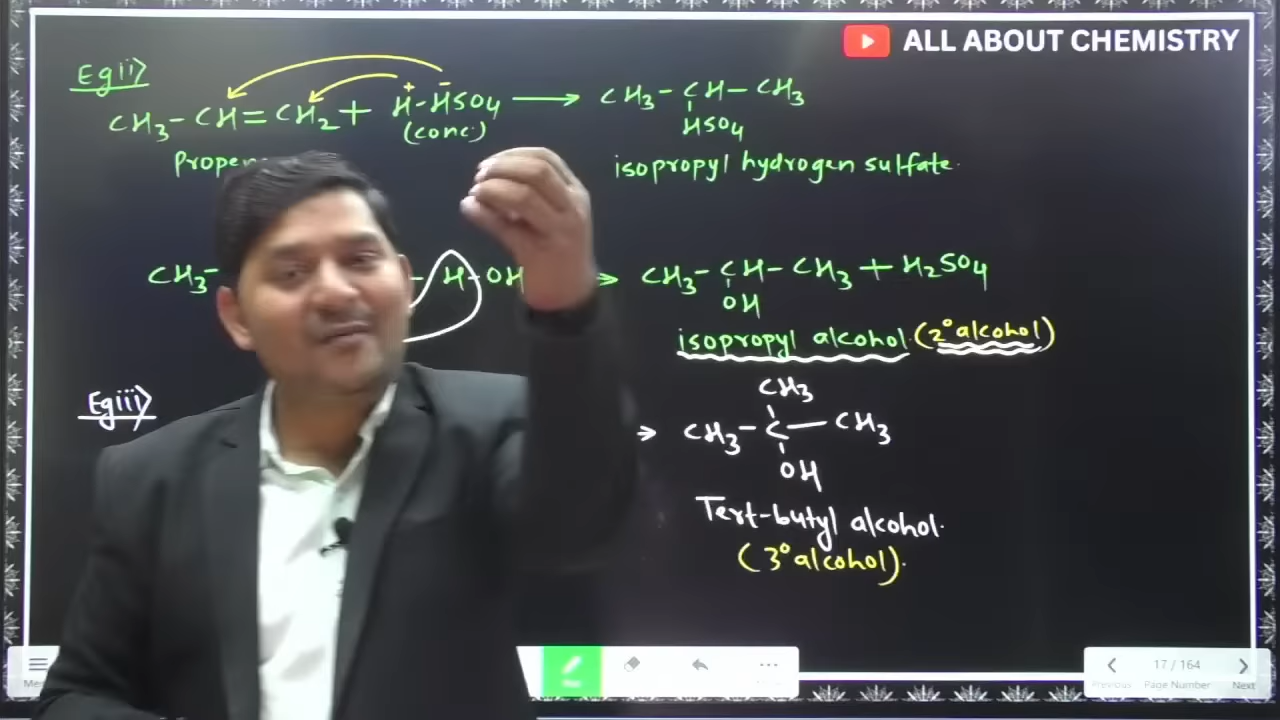 ALL ABOUT CHEMISTRY
Eg ii)
CH3-CH=CH2+ H-HSO4 → CH3-CH-CH3
+ -
(conc.)
HSO4
isopropyl hydrogen sulfate.
CH3-
H-OH → CH3-CH-CH3+H2SO4
OH
isopropyl alcohol (2° alcohol)
Eg iii)
CH3
→ CH3-C-CH3
OH
Tert-butyl alcohol.
(3° alcohol).
17 / 164
Previous Page Number Next